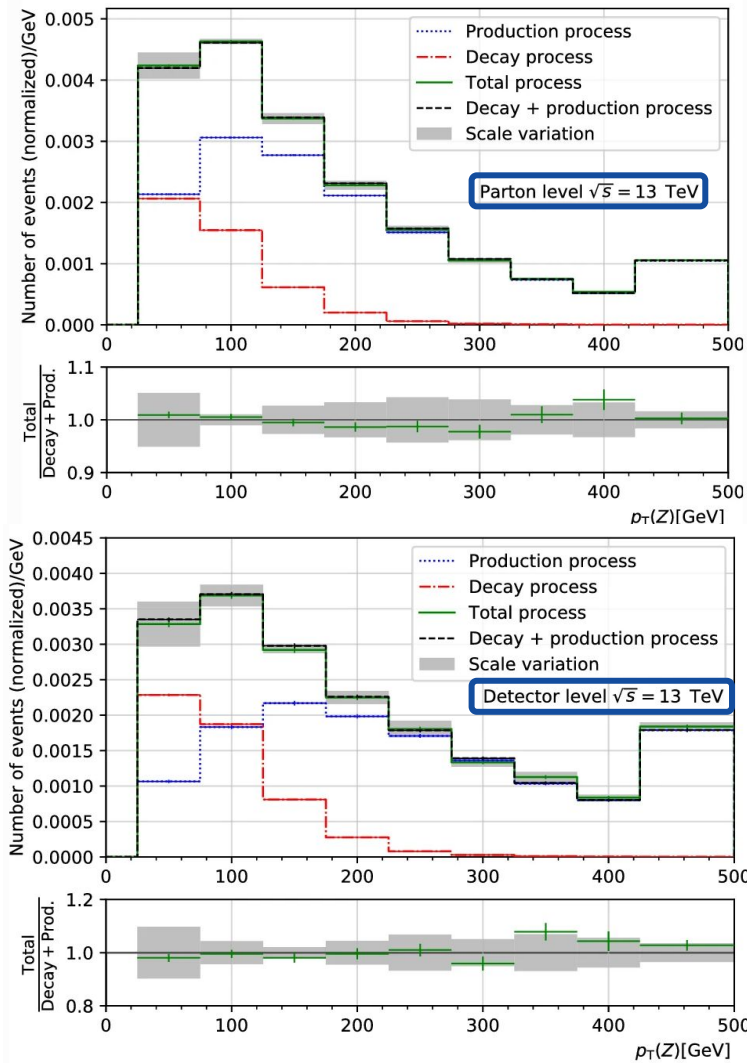 0.005
0.004
0.003
0.002
0.001
0.000
Number of events (normalized)/GeV
Production process
Decay process
Total process
Decay + production process
Scale variation
Parton level √s = 13 TeV
0 100 200 300 400 500
1.1
1.0
0.9
Total
Decay + Prod.
0 100 200 300 400 500
pT(Z)[GeV]
0.0045
0.0040
0.0035
0.0030
0.0025
0.0020
0.0015
0.0010
0.0005
0.0000
Number of events (normalized)/GeV
Production process
Decay process
Total process
Decay + production process
Scale variation
Detector level √s = 13 TeV
0 100 200 300 400 500
1.2
1.0
0.8
Total
Decay + Prod.
0 100 200 300 400 500
pT(Z)[GeV]